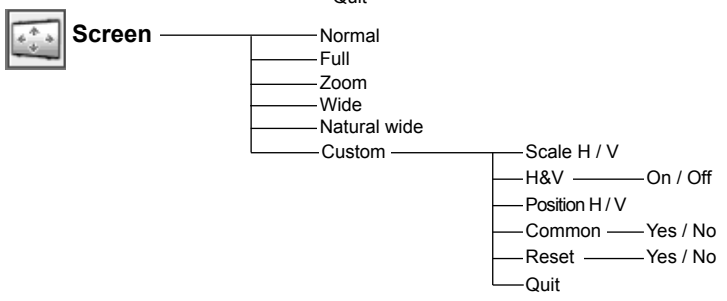 Quit
Screen
Normal
Full
Zoom
Wide
Natural wide
Custom
Scale H / V
H&V
On / Off
Position H / V
Common
Yes / No
Reset
Yes / No
Quit